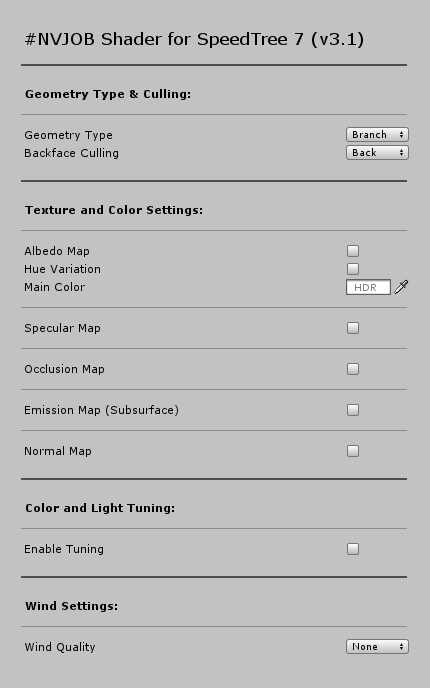 #NVJOB Shader for SpeedTree 7 (v3.1)
Geometry Type & Culling:
Geometry Type Branch
Backface Culling Back
Texture and Color Settings:
Albedo Map
Hue Variation
Main Color HDR
Specular Map
Occlusion Map
Emission Map (Subsurface)
Normal Map
Color and Light Tuning:
Enable Tuning
Wind Settings:
Wind Quality None